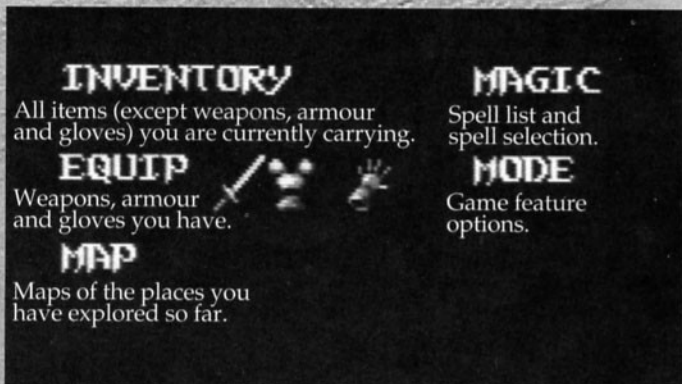 INVENTORY
All items (except weapons, armour
and gloves) you are currently carrying.
EQUIP
Weapons, armour
and gloves you have.
MAP
Maps of the places you
have explored so far.
MAGIC
Spell list and
spell selection.
MODE
Game feature
options.